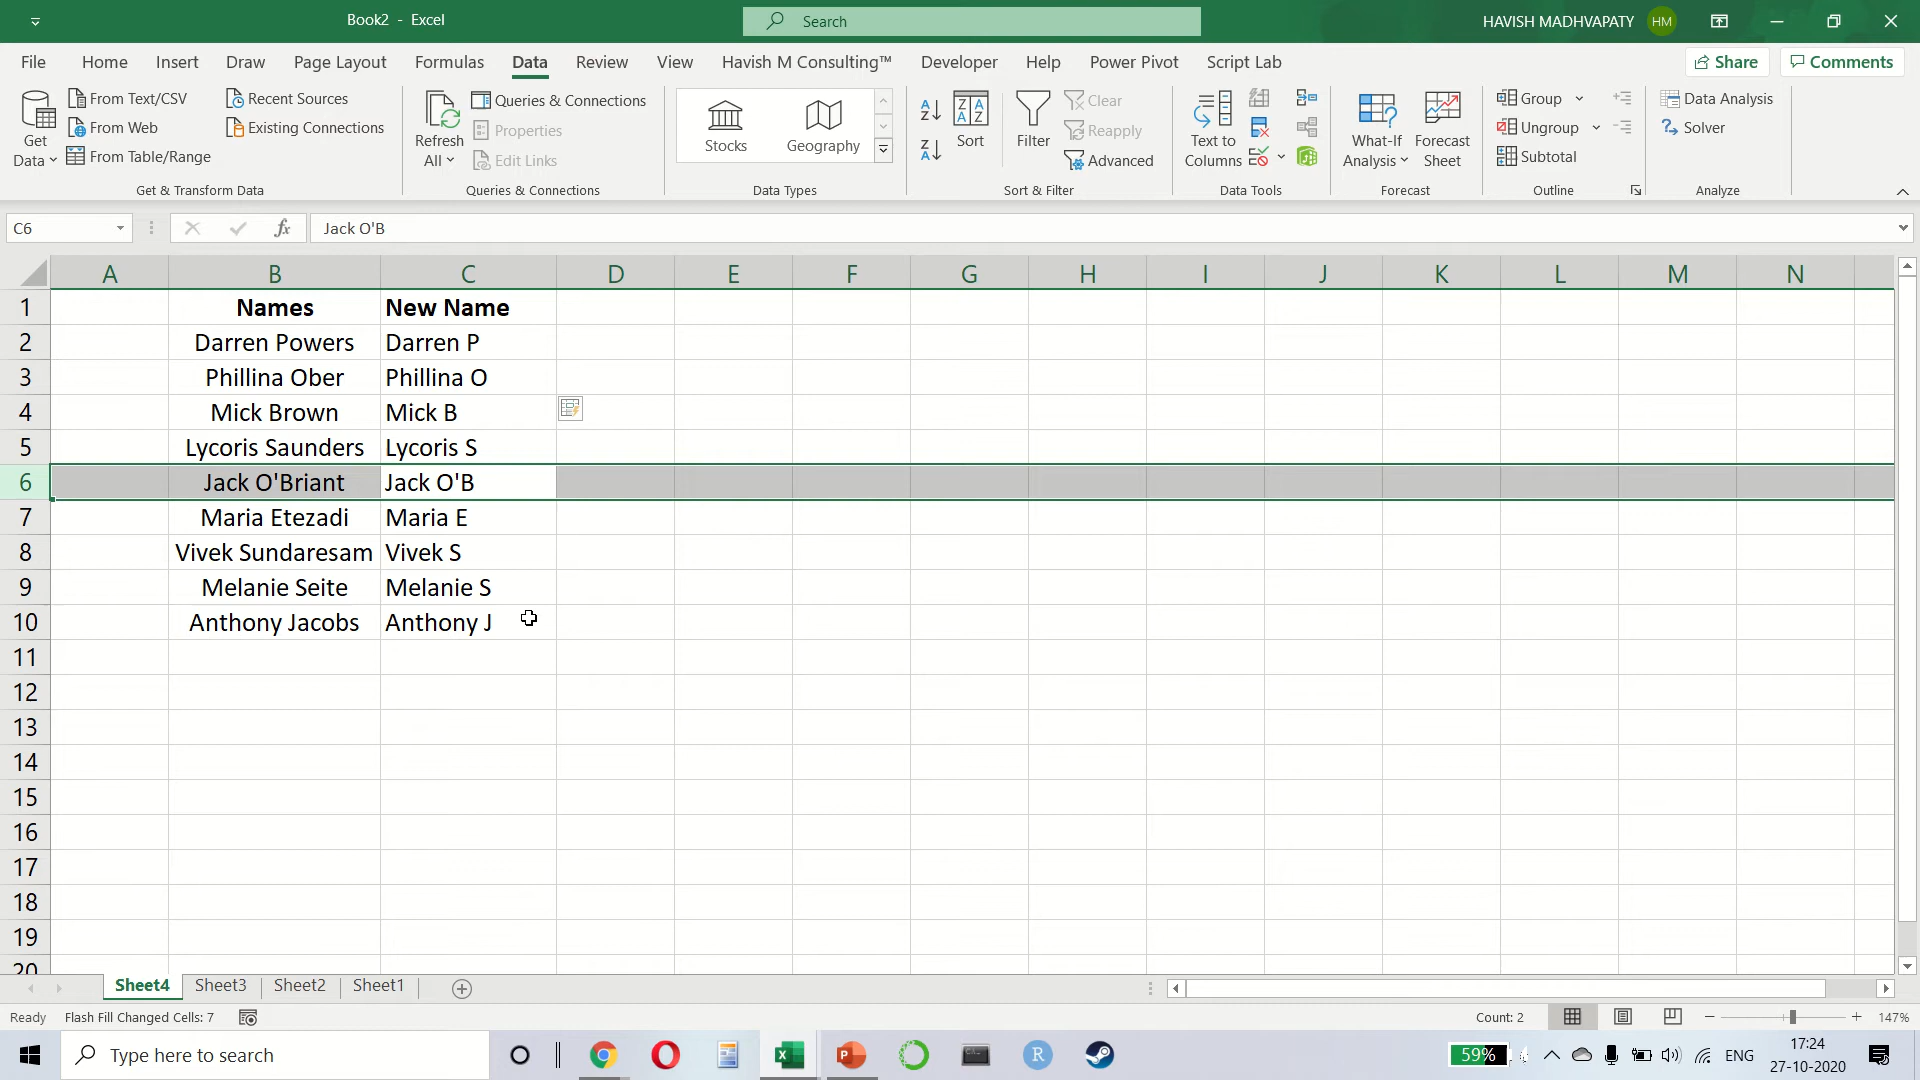 Book2 - Excel
Search
HAVISH MADHVAPATY HM
File Home Insert Draw Page Layout Formulas Data Review View Havish M Consulting™ Developer Help Power Pivot Script Lab Share Comments
Get Data
From Text/CSV
From Web
From Table/Range
Recent Sources
Existing Connections
Get & Transform Data
Refresh All
Queries & Connections
Properties
Edit Links
Queries & Connections
Stocks
Geography
Data Types
Sort
Filter
Clear
Reapply
Advanced
Sort & Filter
Text to Columns
Data Tools
What-If Analysis
Forecast Sheet
Forecast
Group
Ungroup
Subtotal
Outline
Data Analysis
Solver
Analyze
C6 fx Jack O'B
A B C D E F G H I J K L M N
1 Names New Name
2 Darren Powers Darren P
3 Phillina Ober Phillina O
4 Mick Brown Mick B
5 Lycoris Saunders Lycoris S
6 Jack O'Briant Jack O'B
7 Maria Etezadi Maria E
8 Vivek Sundaresam Vivek S
9 Melanie Seite Melanie S
10 Anthony Jacobs Anthony J
11
12
13
14
15
16
17
18
19
20
Sheet4 Sheet3 Sheet2 Sheet1
Ready Flash Fill Changed Cells: 7 Count: 2 147%
Type here to search
59%
ENG
17:24
27-10-2020